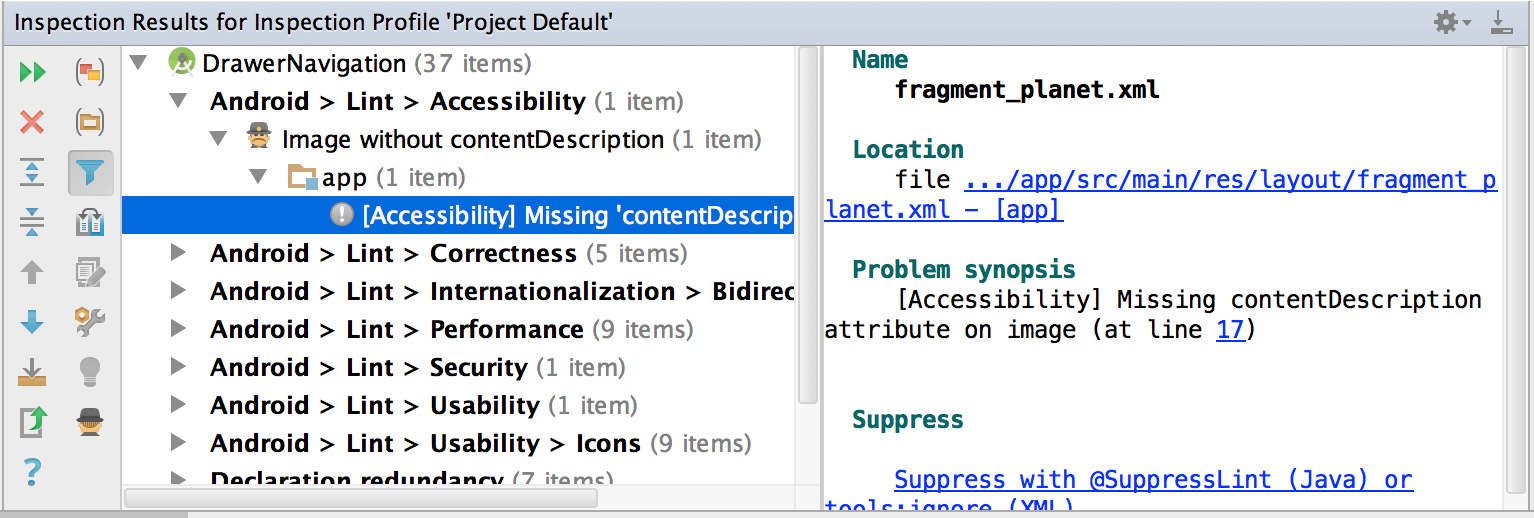 Inspection Results for Inspection Profile 'Project Default'
DrawerNavigation (37 items)
Android > Lint > Accessibility (1 item)
Image without contentDescription (1 item)
app (1 item)
[Accessibility] Missing 'contentDescrip
Android > Lint > Correctness (5 items)
Android > Lint > Internationalization > Bidirec
Android > Lint > Performance (9 items)
Android > Lint > Security (1 item)
Android > Lint > Usability (1 item)
Android > Lint > Usability > Icons (9 items)
Declaration redundancy (7 items)
Name
fragment_planet.xml
Location
file .../app/src/main/res/layout/fragment_p
lanet.xml – [app]
Problem synopsis
[Accessibility] Missing contentDescription
attribute on image (at line 17)
Suppress
Suppress with @SuppressLint (Java) or
tools:ignore (XML)